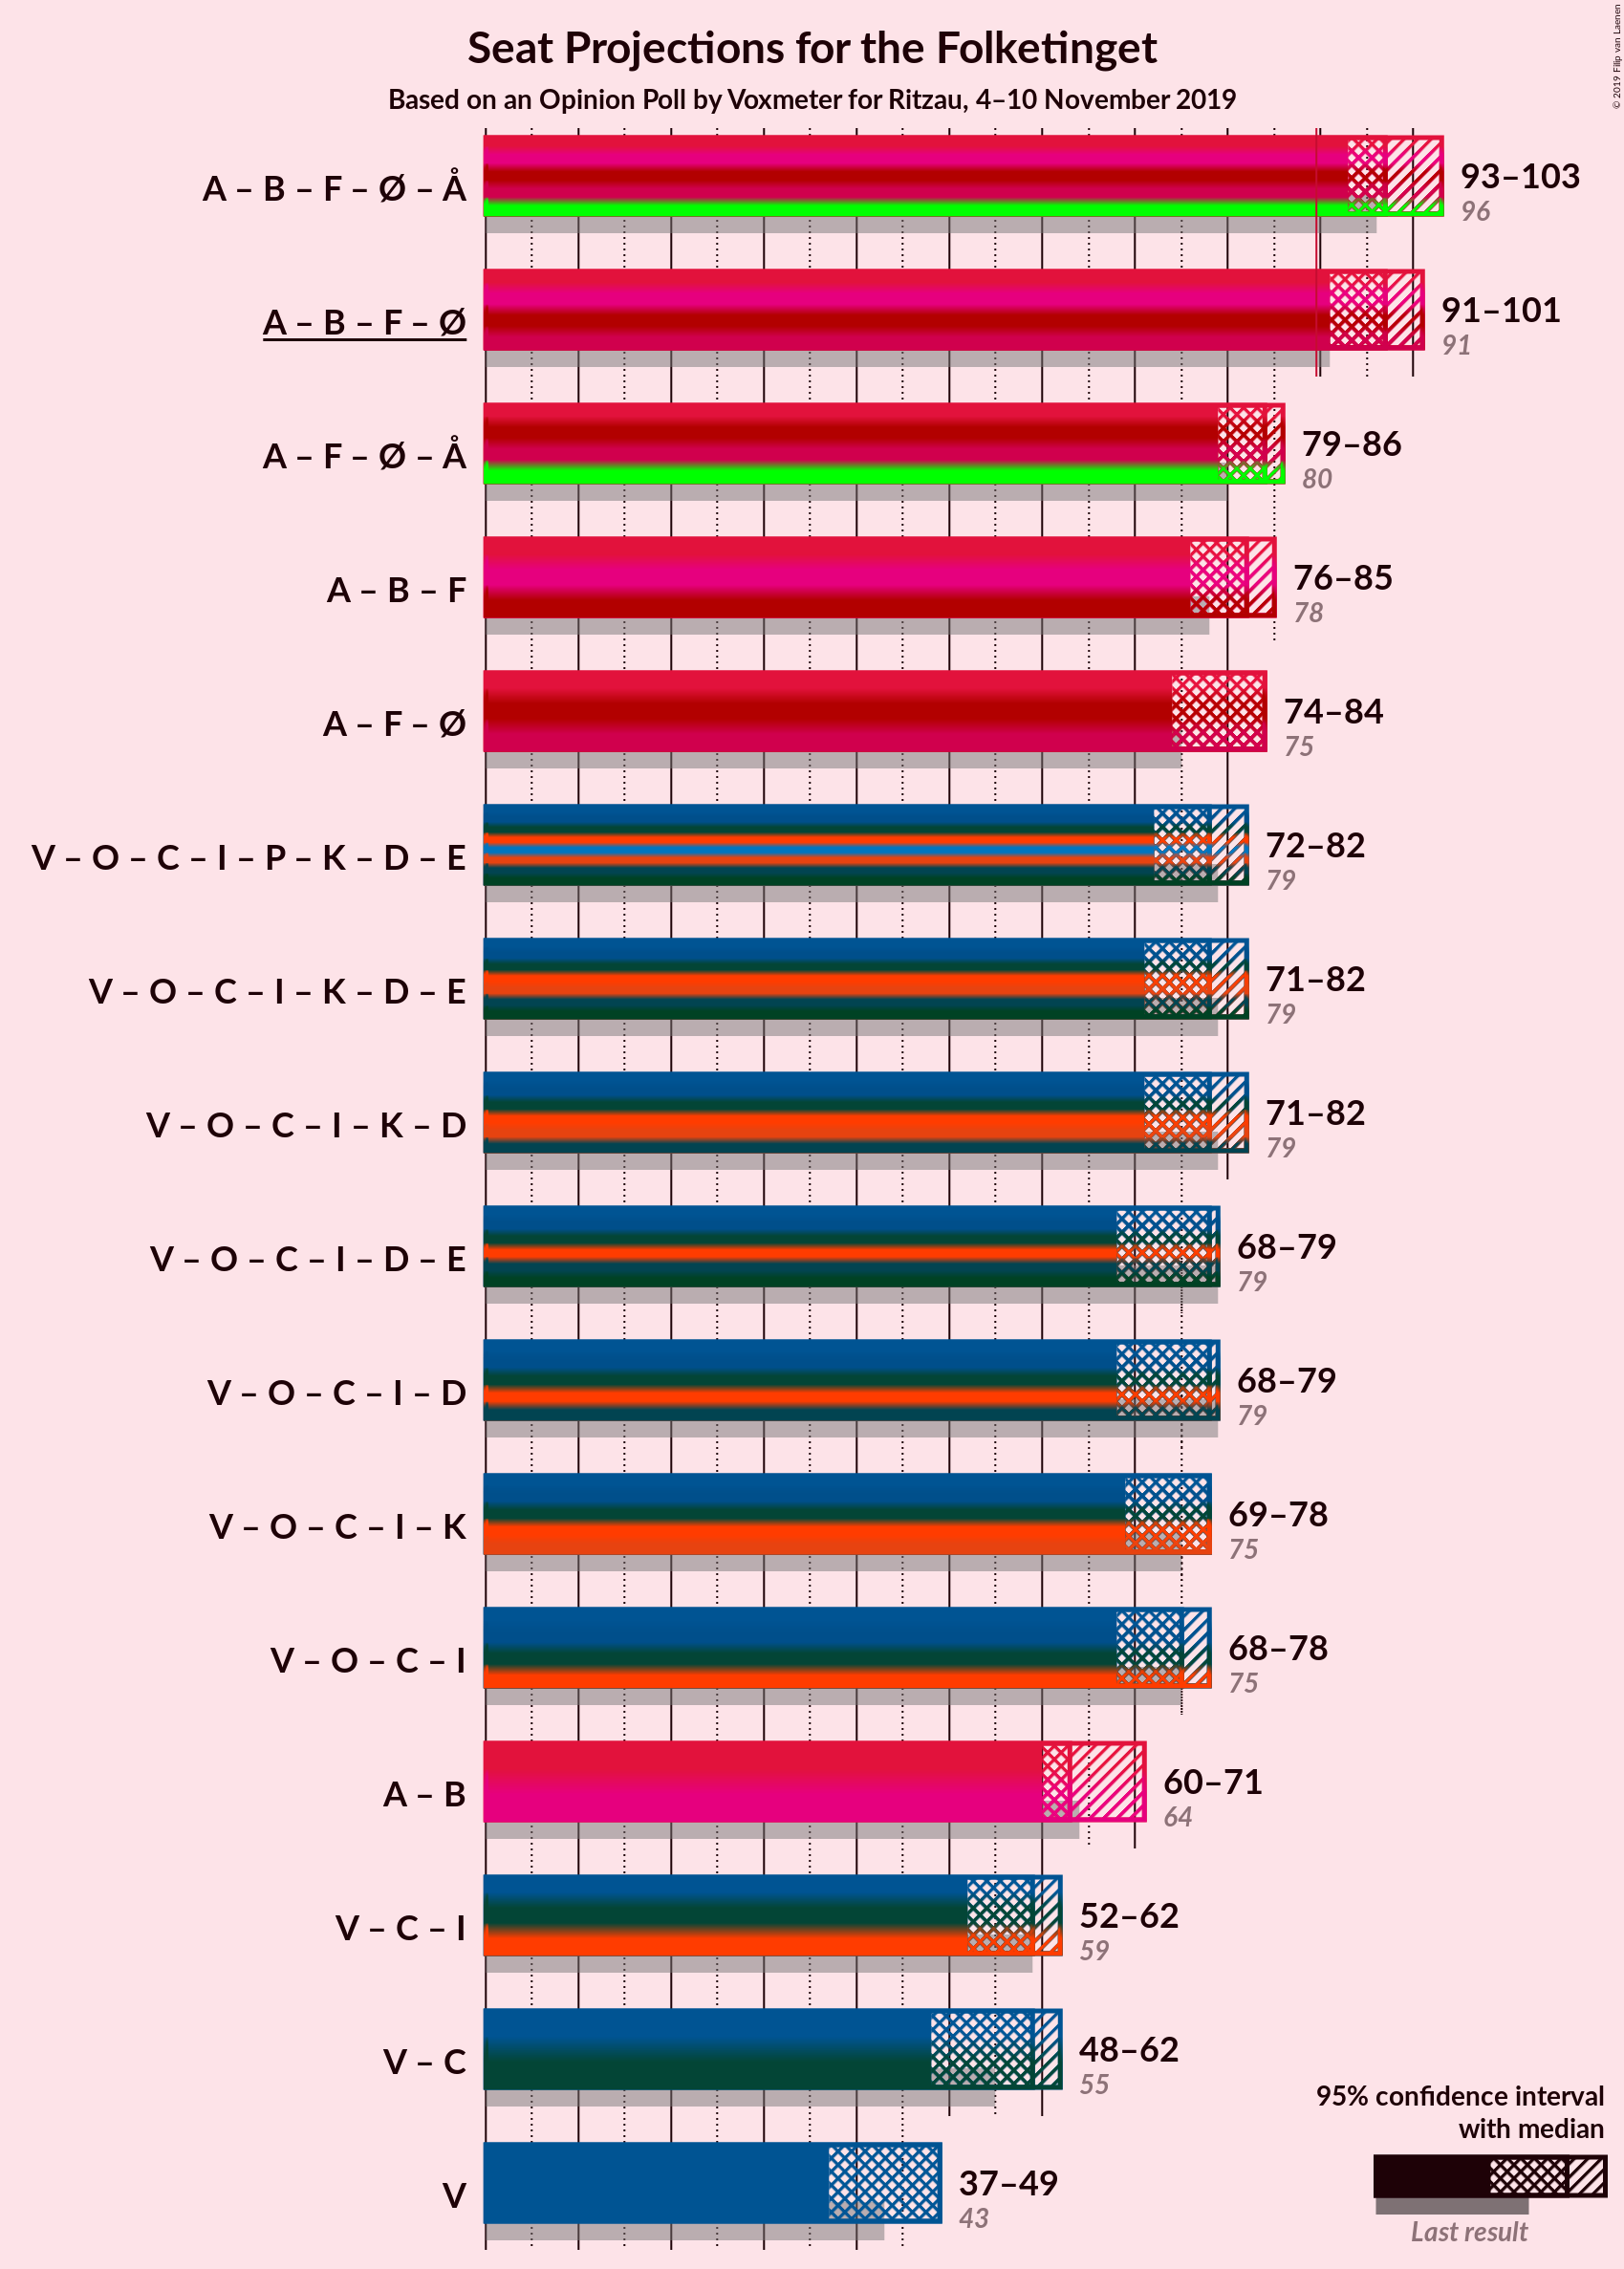 Seat Projections for the Folketinget
Based on an Opinion Poll by Voxmeter for Ritzau, 4–10 November 2019
© 2019 Filip van Laenen
A – B – F – Ø – Å
93–103
96
A – B – F – Ø
91–101
91
A – F – Ø – Å
79–86
80
A – B – F
76–85
78
A – F – Ø
74–84
75
V – O – C – I – P – K – D – E
72–82
79
V – O – C – I – K – D – E
71–82
79
V – O – C – I – K – D
71–82
79
V – O – C – I – D – E
68–79
79
V – O – C – I – D
68–79
79
V – O – C – I – K
69–78
75
V – O – C – I
68–78
75
A – B
60–71
64
V – C – I
52–62
59
V – C
48–62
55
V
37–49
43
95% confidence interval
with median
Last result